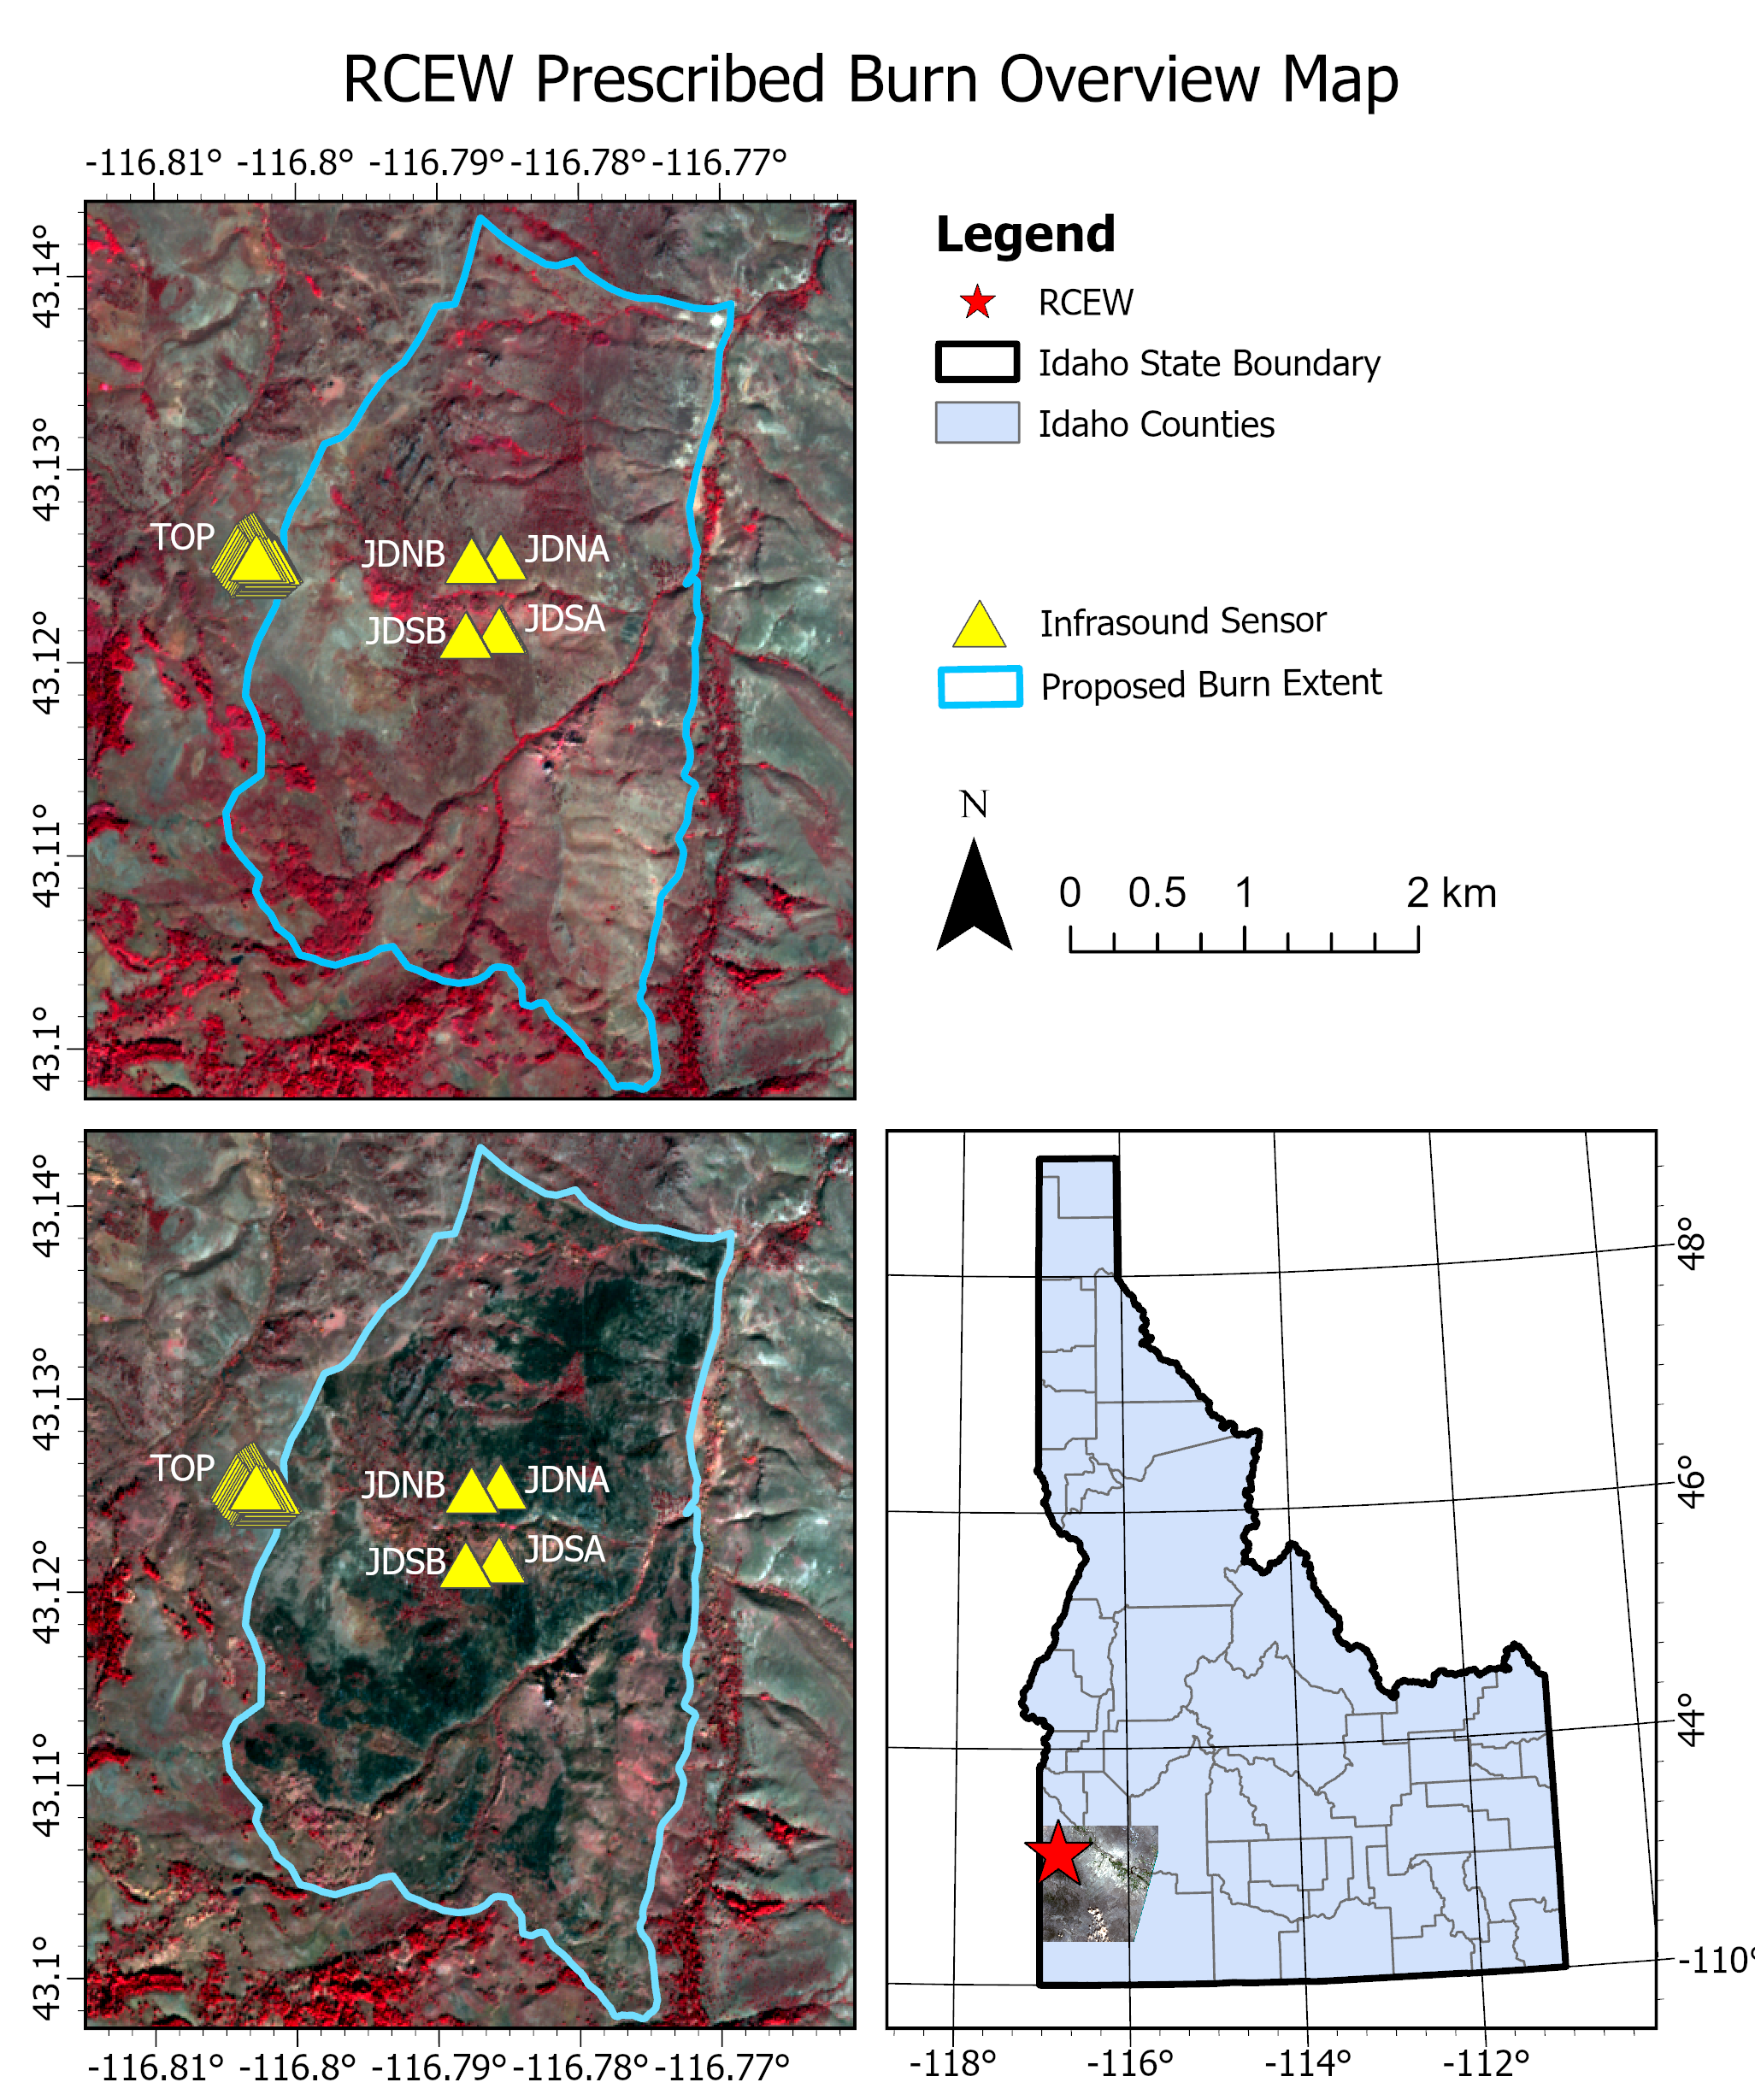 RCEW Prescribed Burn Overview Map
-116.81° -116.8° -116.79° -116.78° -116.77°
43.14°
43.13°
43.12°
43.11°
43.1°
TOP
JDNB
JDNA
JDSB
JDSA
Legend
RCEW
Idaho State Boundary
Idaho Counties
Infrasound Sensor
Proposed Burn Extent
N
0 0.5 1 2 km
43.14°
43.13°
43.12°
43.11°
43.1°
TOP
JDNB
JDNA
JDSB
JDSA
-116.81° -116.8° -116.79° -116.78° -116.77°
48°
46°
44°
-110°
-118° -116° -114° -112°